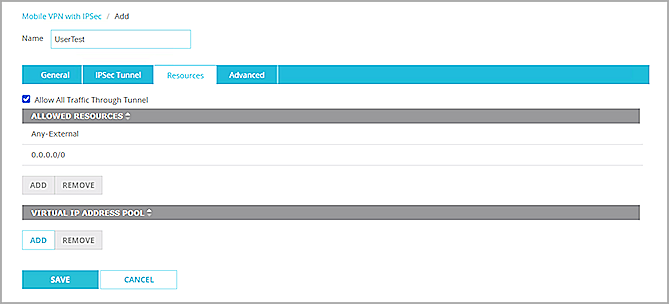 Mobile VPN with IPSec / Add
Name UserTest
General IPSec Tunnel Resources Advanced
Allow All Traffic Through Tunnel
ALLOWED RESOURCES
Any-External
0.0.0.0/0
ADD REMOVE
VIRTUAL IP ADDRESS POOL
ADD REMOVE
SAVE CANCEL